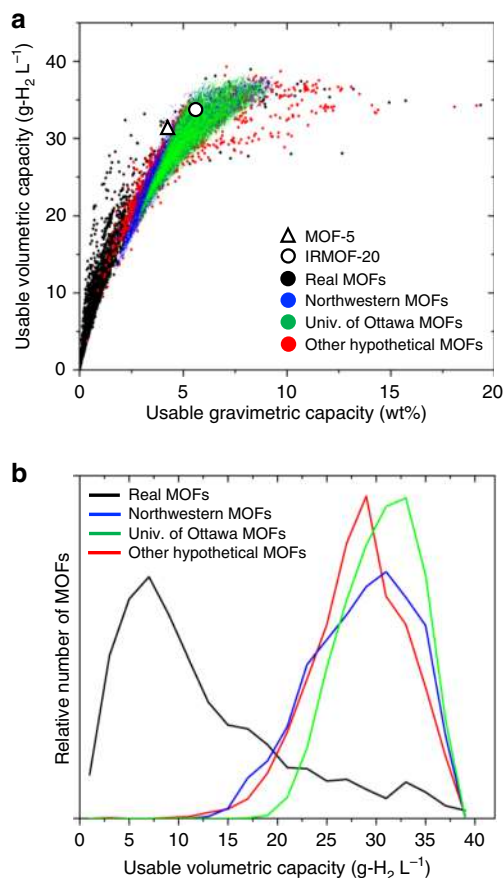 a
Usable volumetric capacity (g-H₂ L⁻¹)
40
30
20
10
0
MOF-5
IRMOF-20
Real MOFs
Northwestern MOFs
Univ. of Ottawa MOFs
Other hypothetical MOFs
0 5 10 15 20
Usable gravimetric capacity (wt%)
b
Relative number of MOFs
Real MOFs
Northwestern MOFs
Univ. of Ottawa MOFs
Other hypothetical MOFs
0 5 10 15 20 25 30 35 40
Usable volumetric capacity (g-H₂ L⁻¹)